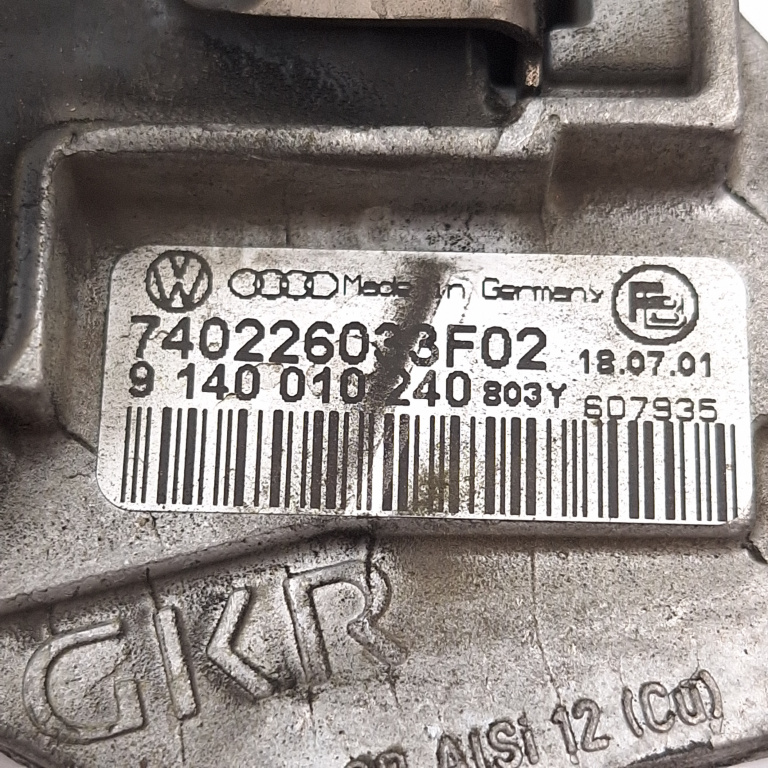 Made in Germany
740226033F02 18.07.01
9 140 010 240 803Y 607935
GKR
AlSi 12 (Cu)